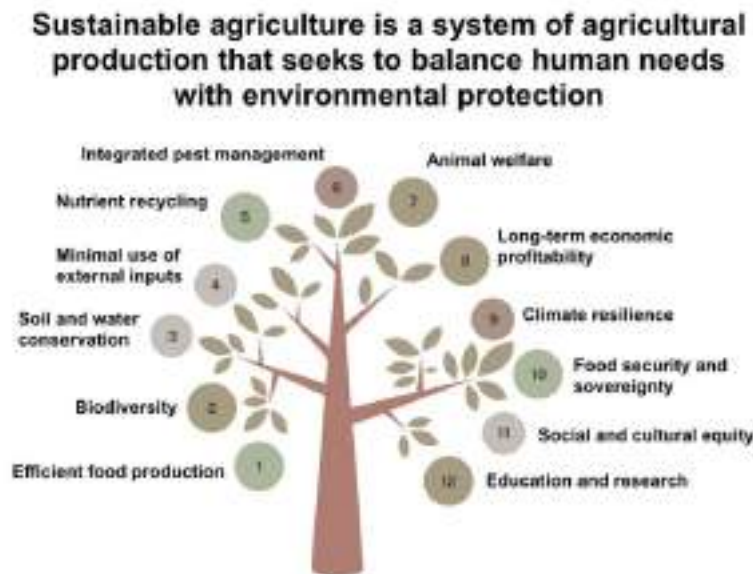 Sustainable agriculture is a system of agricultural
production that seeks to balance human needs
with environmental protection
Integrated pest management
6
Animal welfare
7
Nutrient recycling
5
Long-term economic
profitability
8
Minimal use of
external inputs
4
Climate resilience
9
Soil and water
conservation
3
Food security and
sovereignty
10
Biodiversity
2
Social and cultural equity
11
Efficient food production
1
Education and research
12